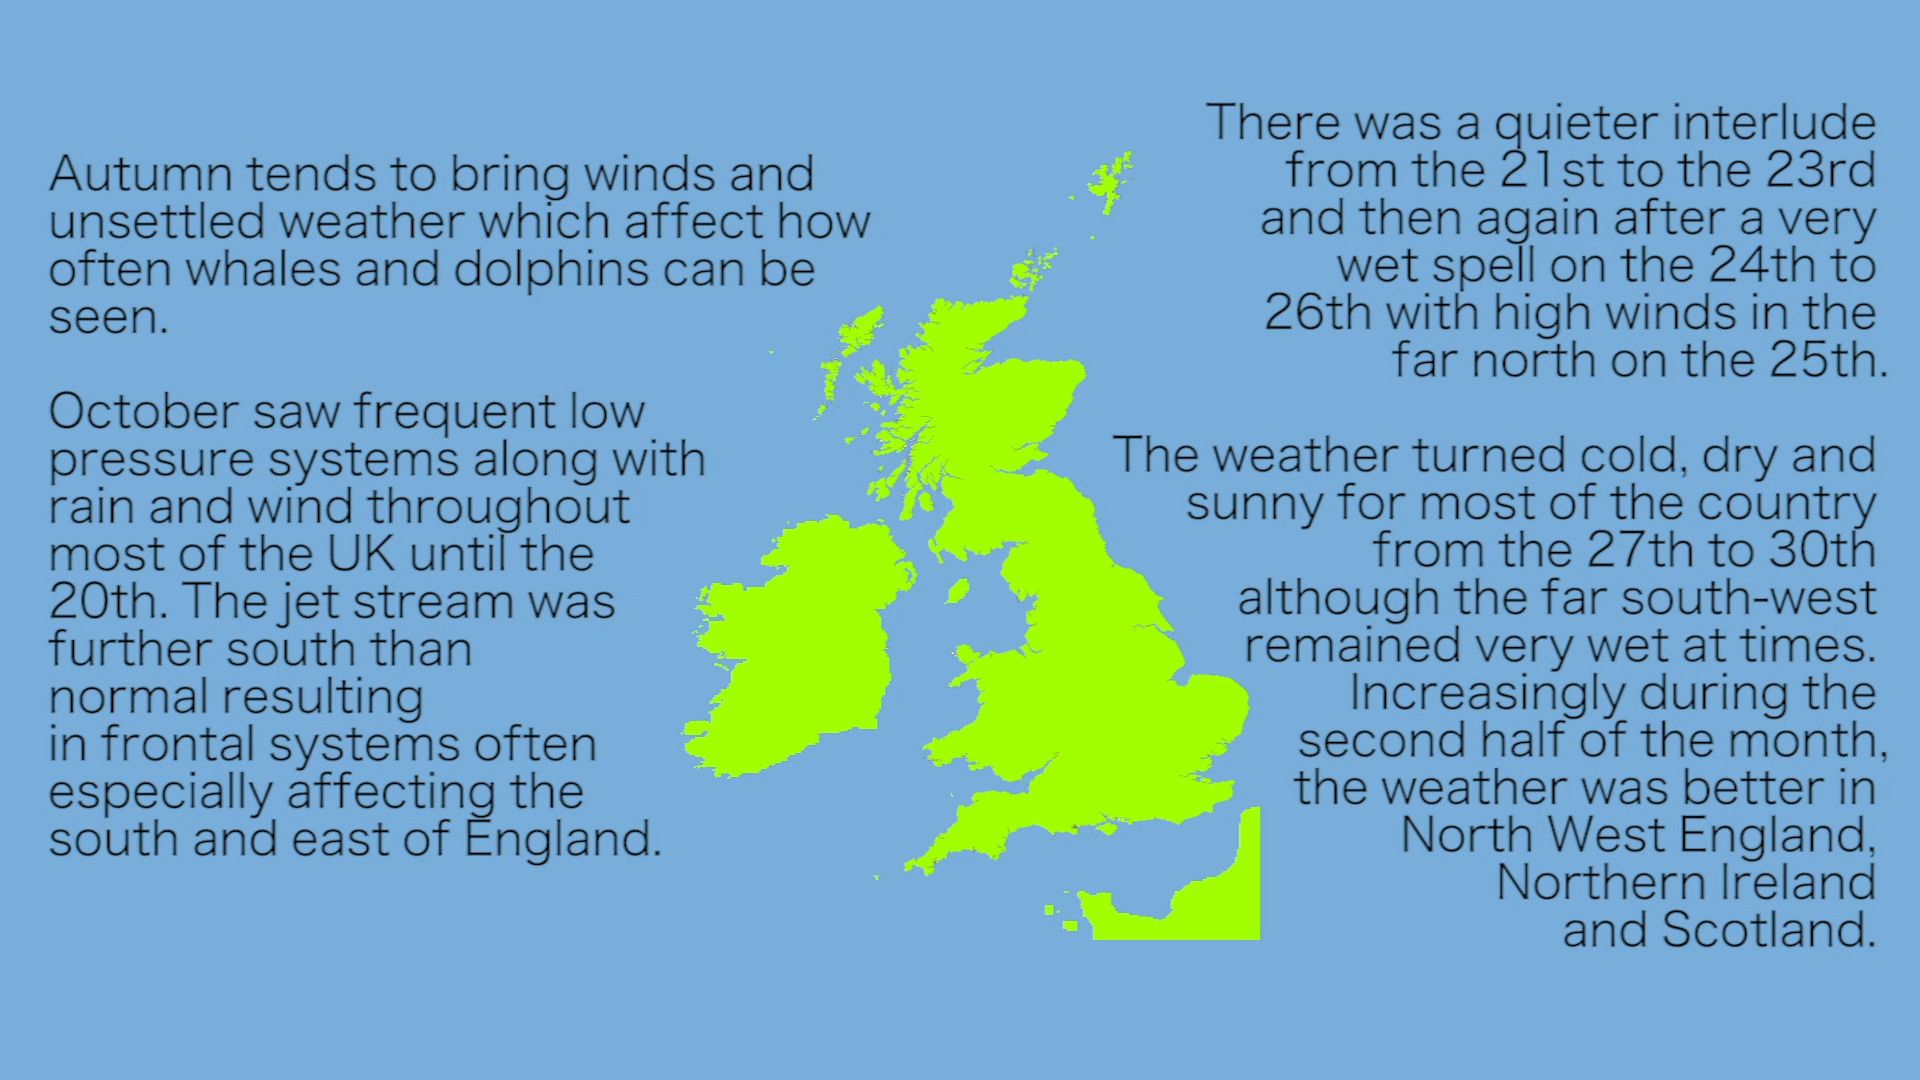 Autumn tends to bring winds and
unsettled weather which affect how
often whales and dolphins can be
seen.
October saw frequent low
pressure systems along with
rain and wind throughout
most of the UK until the
20th. The jet stream was
further south than
normal resulting
in frontal systems often
especially affecting the
south and east of England.
There was a quieter interlude
from the 21st to the 23rd
and then again after a very
wet spell on the 24th to
26th with high winds in the
far north on the 25th.
The weather turned cold, dry and
sunny for most of the country
from the 27th to 30th
although the far south-west
remained very wet at times.
Increasingly during the
second half of the month,
the weather was better in
North West England,
Northern Ireland
and Scotland.